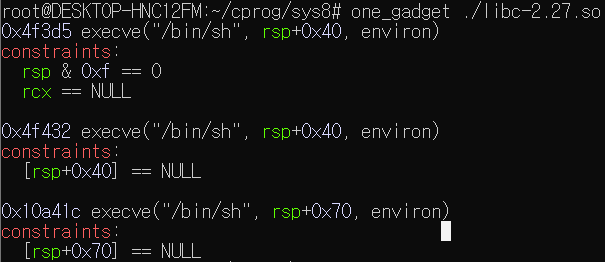 root@DESKTOP-HNC12FM:~/cprog/sys8# one_gadget ./libc-2.27.so
0x4f3d5 execve("/bin/sh", rsp+0x40, environ)
constraints:
  rsp & 0xf == 0
  rcx == NULL

0x4f432 execve("/bin/sh", rsp+0x40, environ)
constraints:
  [rsp+0x40] == NULL

0x10a41c execve("/bin/sh", rsp+0x70, environ)
constraints:
  [rsp+0x70] == NULL